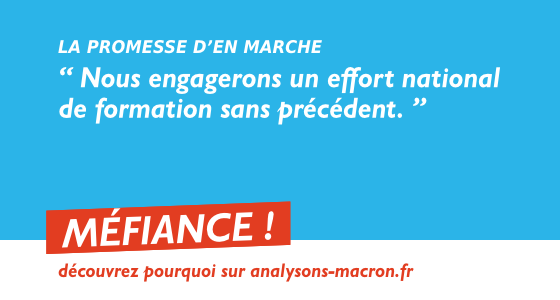 LA PROMESSE D’EN MARCHE
“ Nous engagerons un effort national
de formation sans précédent. ”
MÉFIANCE !
découvrez pourquoi sur analysons-macron.fr